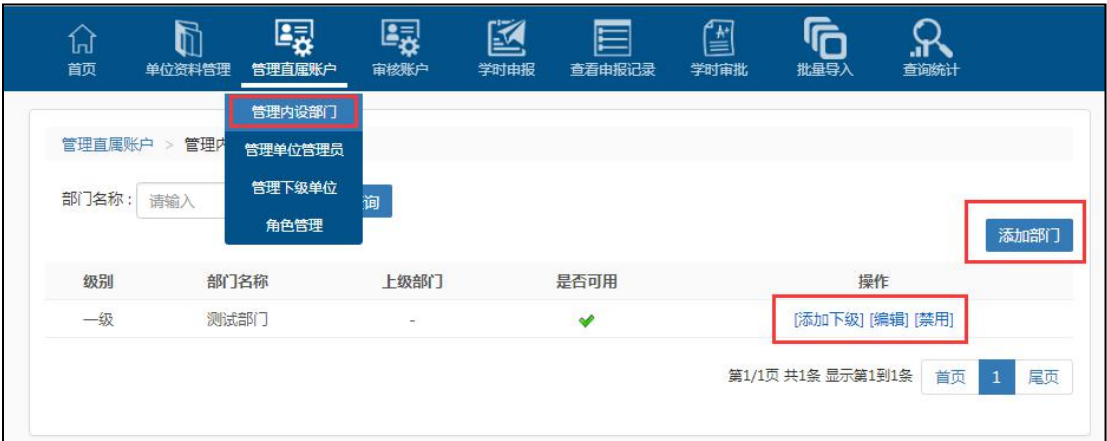 首页 单位资料管理 管理直属账户 审核账户 学时申报 查看申报记录 学时审批 批量导入 查询统计
管理内设部门
管理直属账户 > 管理内
管理单位管理员
部门名称： 请输入 管理下级单位 询
角色管理
添加部门
级别 部门名称 上级部门 是否可用 操作
一级 测试部门 - [添加下级] [编辑] [禁用]
第1/1页 共1条 显示第1到1条 首页 1 尾页